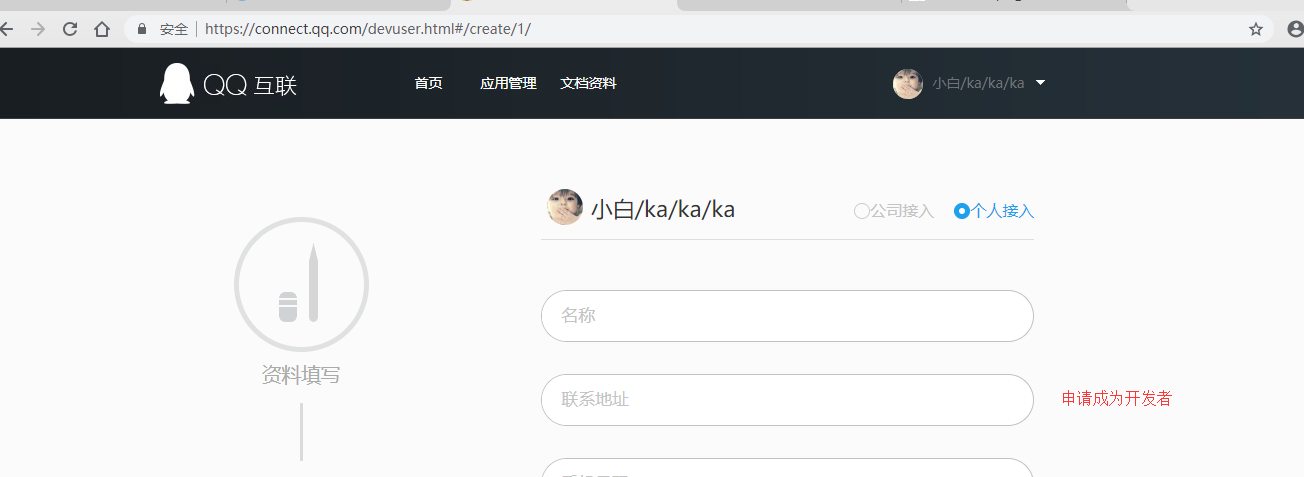 安全 https://connect.qq.com/devuser.html#/create/1/
QQ 互联 首页 应用管理 文档资料 小白/ka/ka/ka
小白/ka/ka/ka 公司接入 个人接入
名称
资料填写
联系地址 申请成为开发者